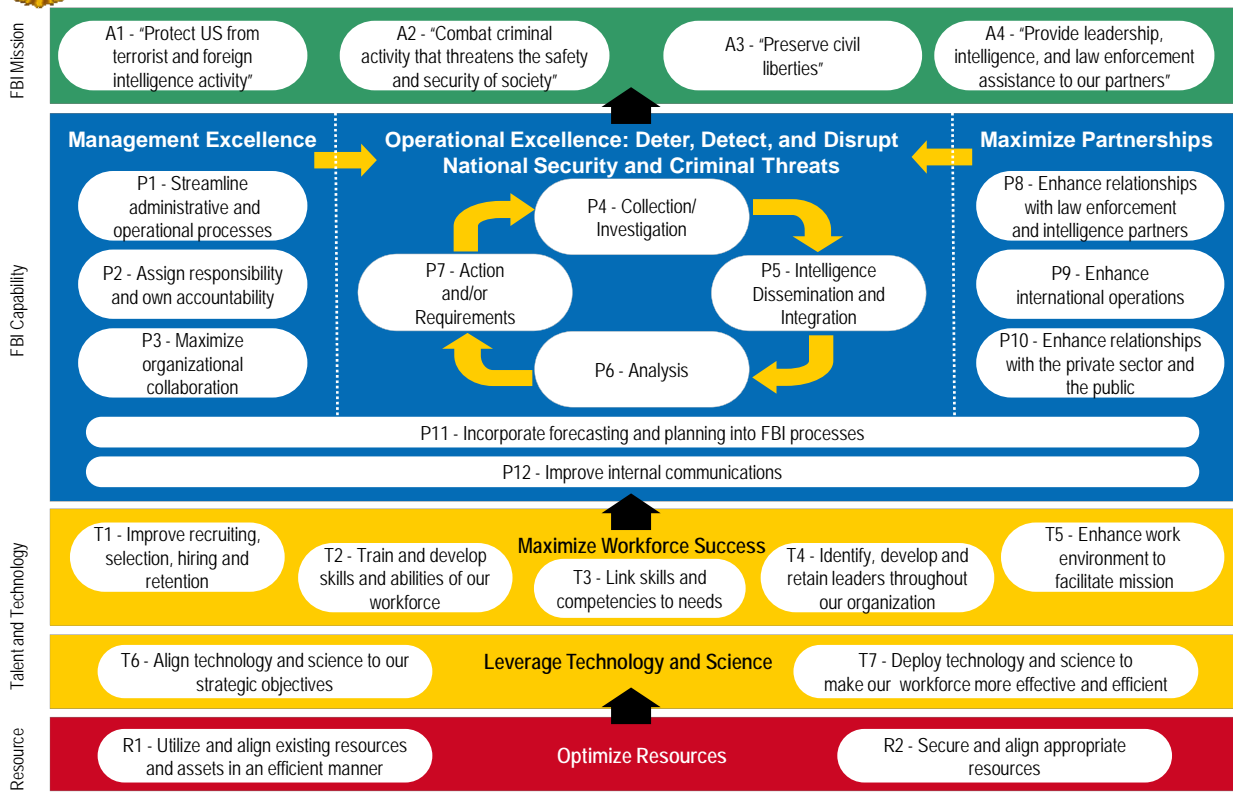 FBI Mission
A1 - “Protect US from
terrorist and foreign
intelligence activity”
A2 - “Combat criminal
activity that threatens the safety
and security of society”
A3 - “Preserve civil
liberties”
A4 - “Provide leadership,
intelligence, and law enforcement
assistance to our partners”
FBI Capability
Management Excellence
P1 - Streamline
administrative and
operational processes
P2 - Assign responsibility
and own accountability
P3 - Maximize
organizational
collaboration
Operational Excellence: Deter, Detect, and Disrupt
National Security and Criminal Threats
P4 - Collection/
Investigation
P5 - Intelligence
Dissemination and
Integration
P6 - Analysis
P7 - Action
and/or
Requirements
Maximize Partnerships
P8 - Enhance relationships
with law enforcement
and intelligence partners
P9 - Enhance
international operations
P10 - Enhance relationships
with the private sector and
the public
P11 - Incorporate forecasting and planning into FBI processes
P12 - Improve internal communications
Talent and Technology
Maximize Workforce Success
T1 - Improve recruiting,
selection, hiring and
retention
T2 - Train and develop
skills and abilities of our
workforce
T3 - Link skills and
competencies to needs
T4 - Identify, develop and
retain leaders throughout
our organization
T5 - Enhance work
environment to
facilitate mission
T6 - Align technology and science to our
strategic objectives
Leverage Technology and Science
T7 - Deploy technology and science to
make our workforce more effective and efficient
Resource
R1 - Utilize and align existing resources
and assets in an efficient manner
Optimize Resources
R2 - Secure and align appropriate
resources